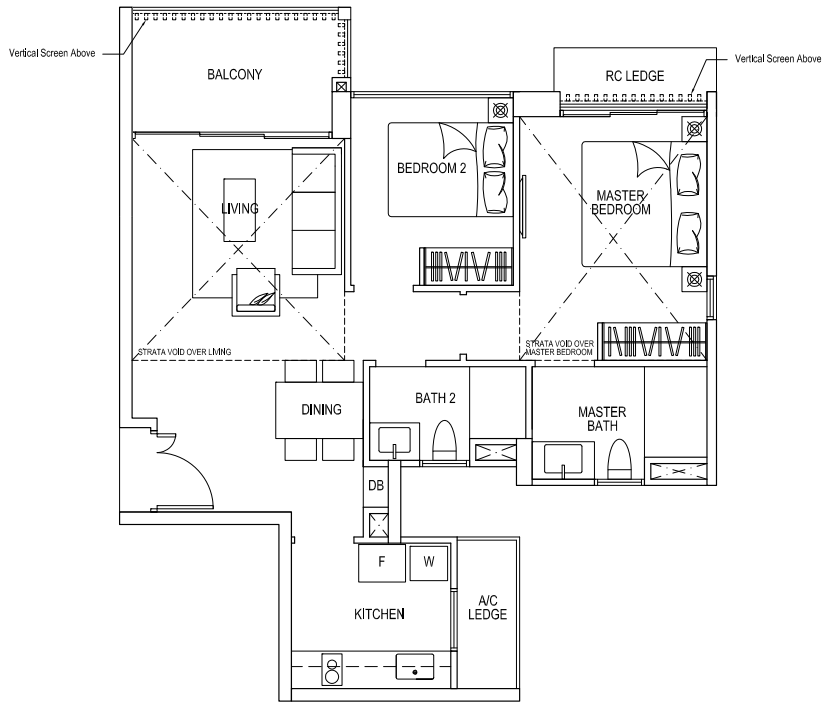 Vertical Screen Above
BALCONY
RC LEDGE
Vertical Screen Above
BEDROOM 2
MASTER
BEDROOM
LIVING
STRATA VOID OVER LIVING
STRATA VOID OVER
MASTER BEDROOM
DINING
BATH 2
MASTER
BATH
DB
F
W
KITCHEN
A/C
LEDGE